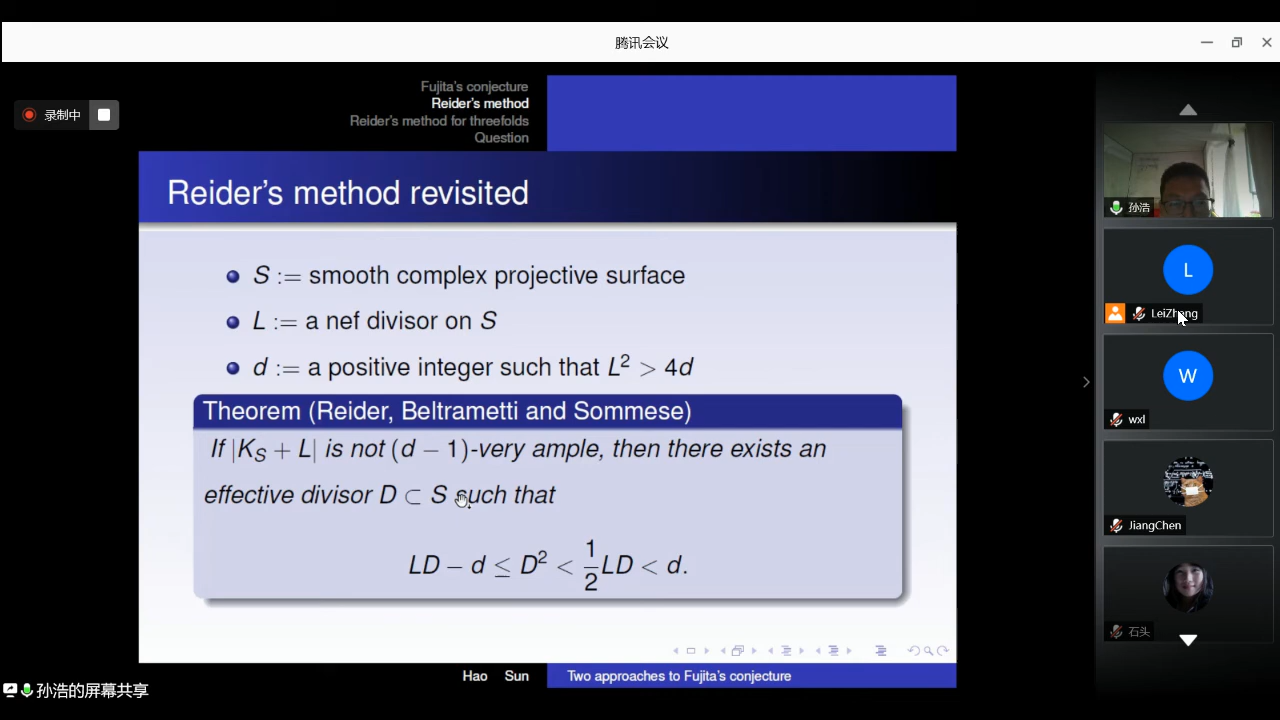 腾讯会议
录制中
Fujita's conjecture
Reider's method
Reider's method for threefolds
Question
Reider's method revisited
S := smooth complex projective surface
L := a nef divisor on S
d := a positive integer such that L² > 4d
Theorem (Reider, Beltrametti and Sommese)
If |K_S + L| is not (d − 1)-very ample, then there exists an
effective divisor D ⊂ S such that
LD − d ≤ D² < 1/2 LD < d.
Hao Sun
Two approaches to Fujita's conjecture
孙浩的屏幕共享
孙浩
L
LeiZhang
W
wxl
JiangChen
石头